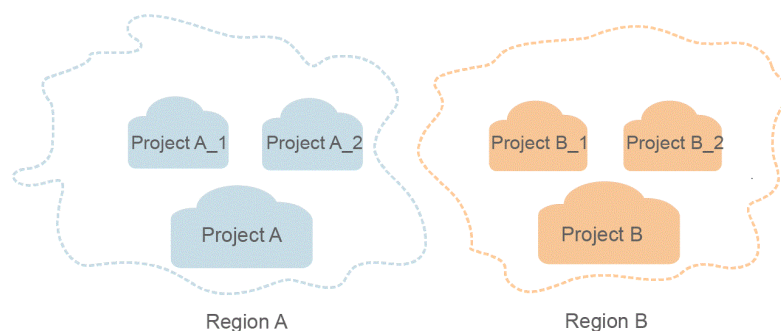 Project A_1
Project A_2
Project A
Region A
Project B_1
Project B_2
Project B
Region B